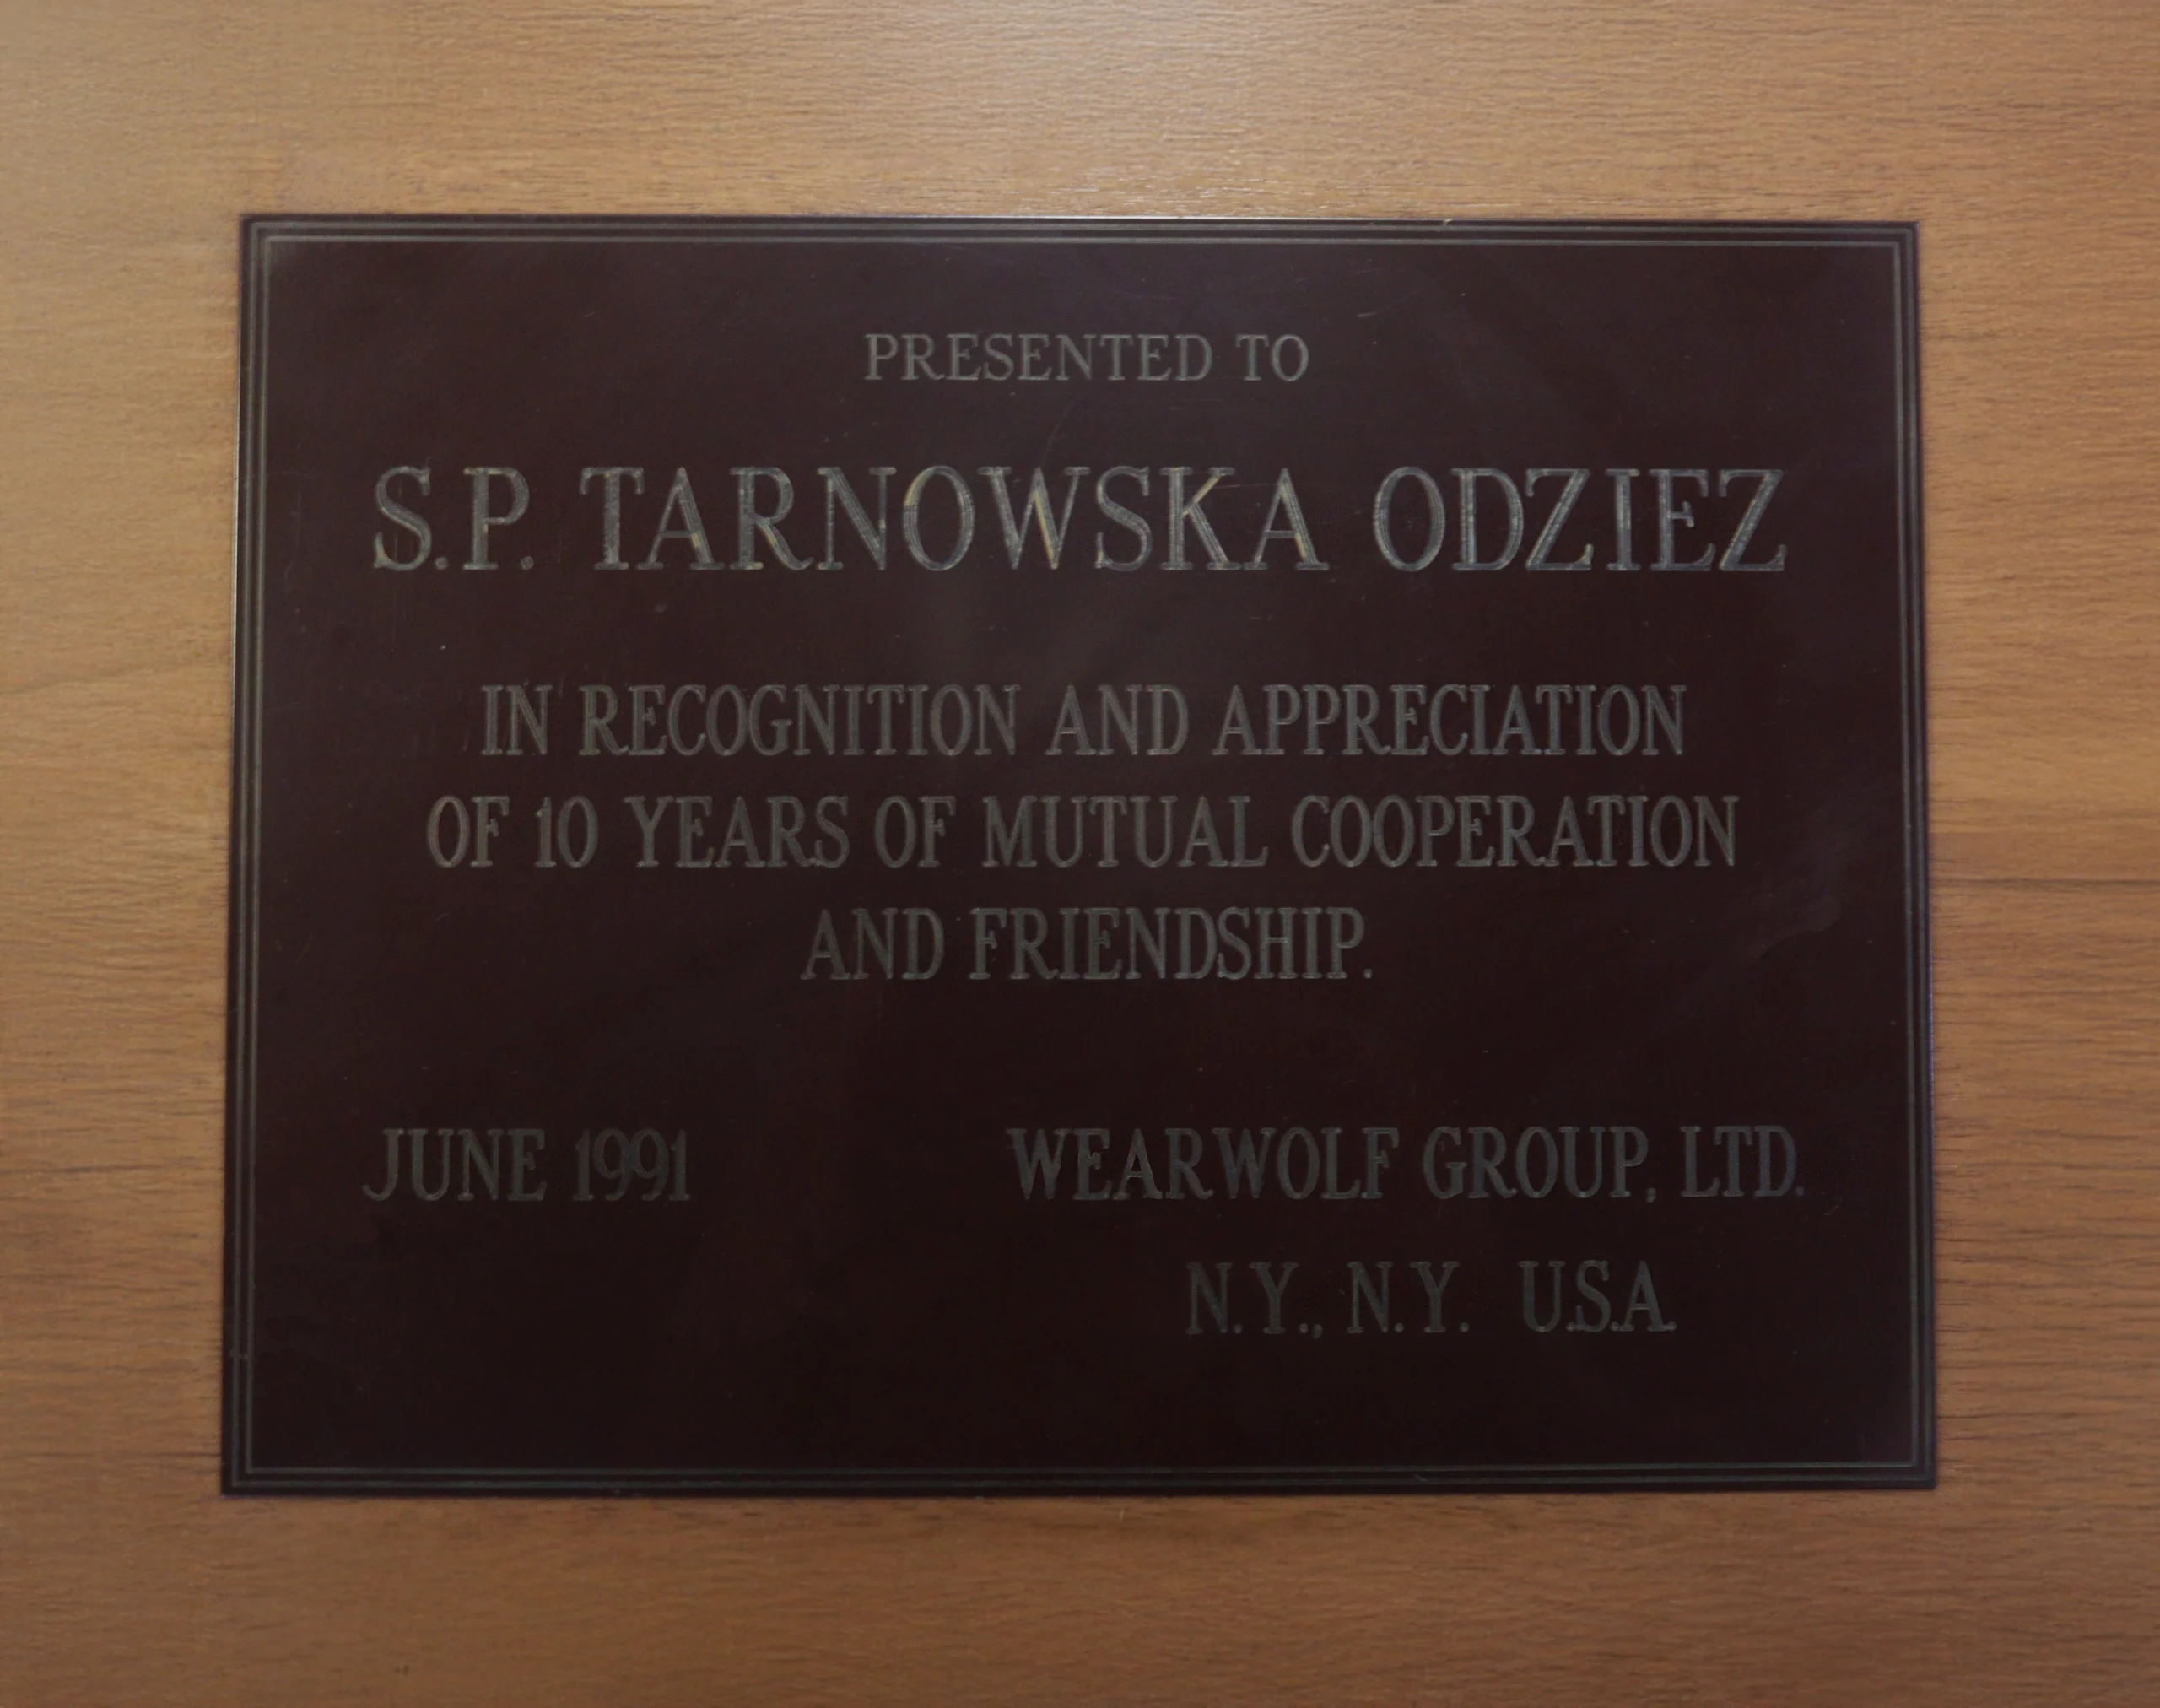 PRESENTED TO
S.P. TARNOWSKA ODZIEZ
IN RECOGNITION AND APPRECIATION
OF 10 YEARS OF MUTUAL COOPERATION
AND FRIENDSHIP.
JUNE 1991 WEARWOLF GROUP, LTD.
N.Y., N.Y. U.S.A.